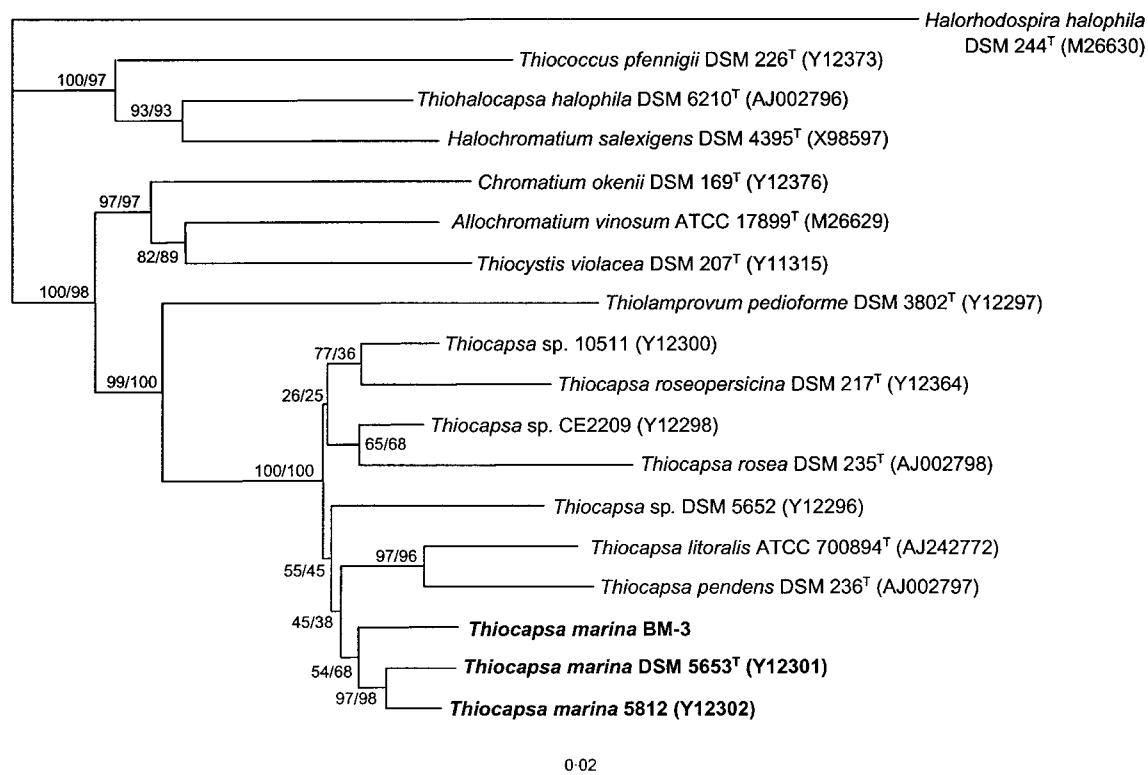 Halorhodospira halophila
DSM 244ᵀ (M26630)
Thiococcus pfennigii DSM 226ᵀ (Y12373)
100/97
Thiohalocapsa halophila DSM 6210ᵀ (AJ002796)
93/93
Halochromatium salexigens DSM 4395ᵀ (X98597)
Chromatium okenii DSM 169ᵀ (Y12376)
97/97
Allochromatium vinosum ATCC 17899ᵀ (M26629)
82/89
Thiocystis violacea DSM 207ᵀ (Y11315)
100/98
Thiolamprovum pedioforme DSM 3802ᵀ (Y12297)
Thiocapsa sp. 10511 (Y12300)
77/36
99/100
Thiocapsa roseopersicina DSM 217ᵀ (Y12364)
26/25
Thiocapsa sp. CE2209 (Y12298)
65/68
Thiocapsa rosea DSM 235ᵀ (AJ002798)
100/100
Thiocapsa sp. DSM 5652 (Y12296)
Thiocapsa litoralis ATCC 700894ᵀ (AJ242772)
97/96
55/45
Thiocapsa pendens DSM 236ᵀ (AJ002797)
45/38
Thiocapsa marina BM-3
54/68
Thiocapsa marina DSM 5653ᵀ (Y12301)
97/98
Thiocapsa marina 5812 (Y12302)
0·02